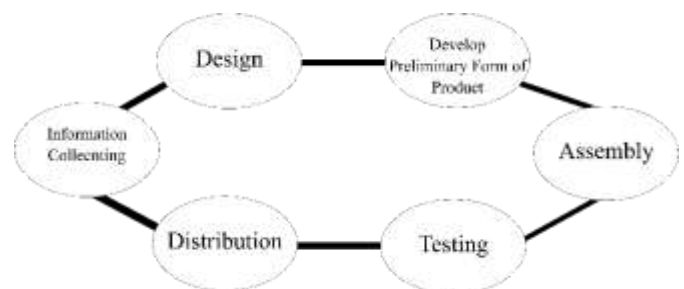 Design
Develop
Preliminary Form of
Product
Information
Collecnting
Assembly
Distribution
Testing